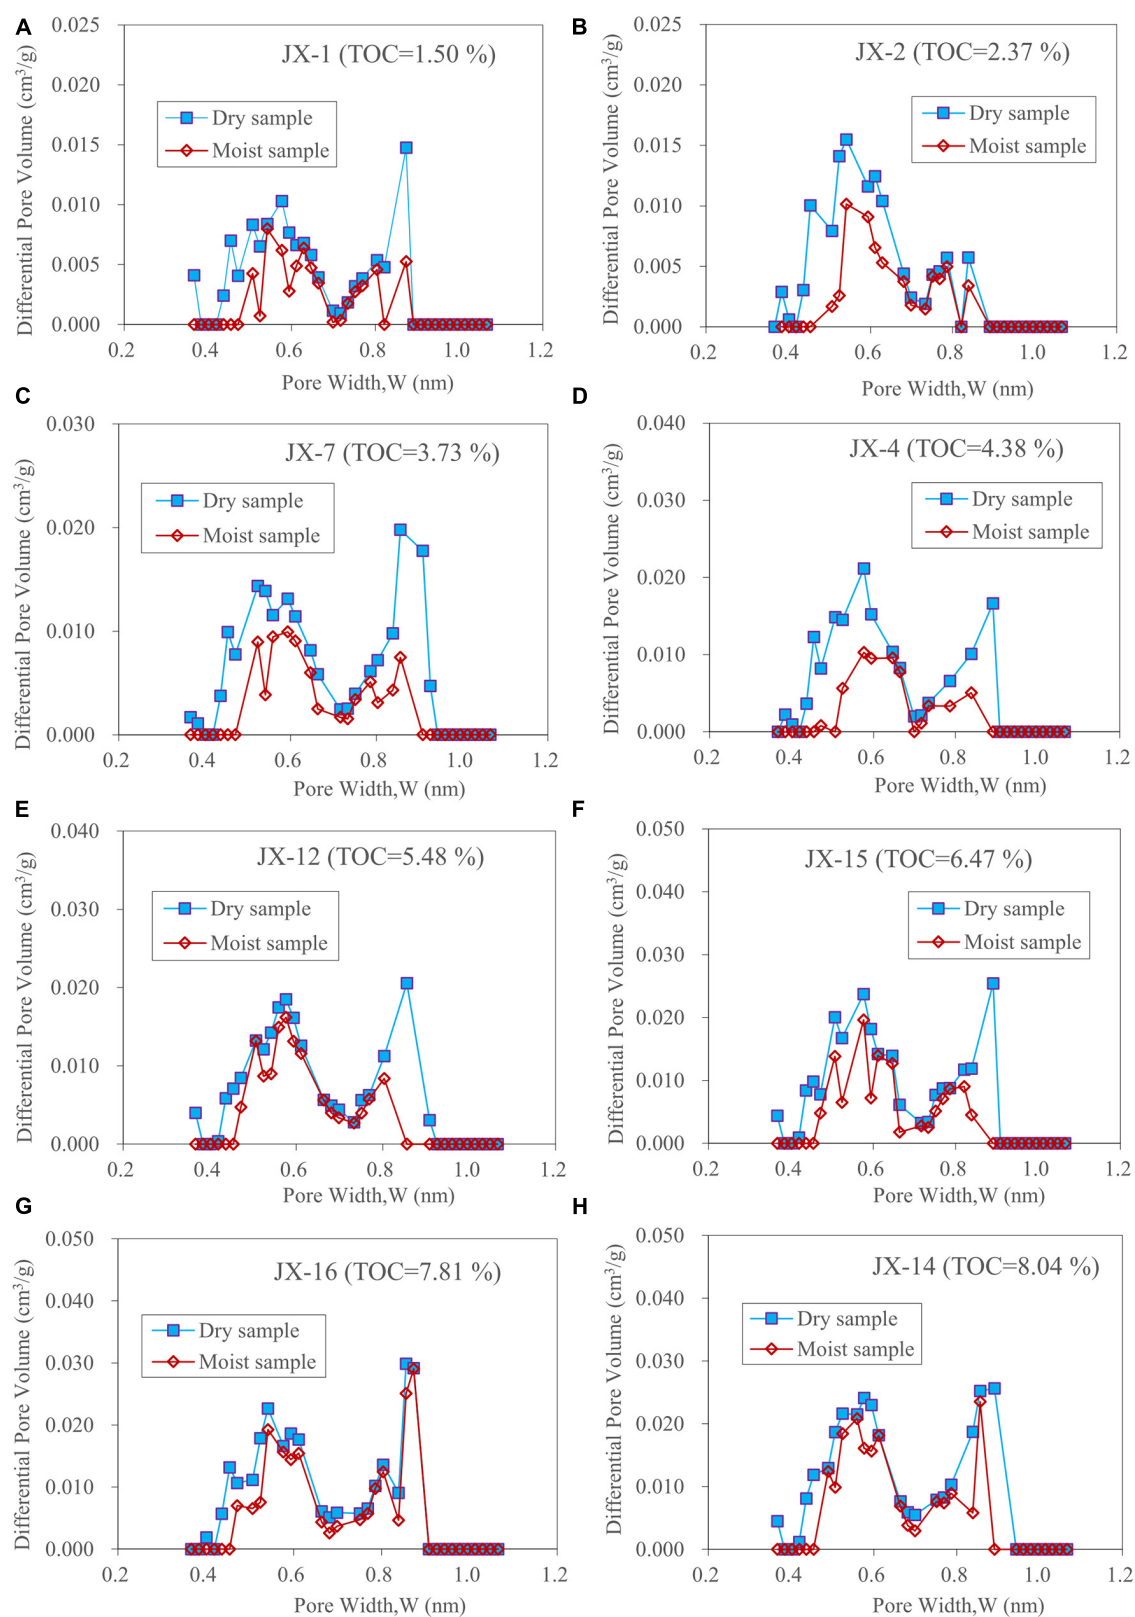 A
JX-1 (TOC=1.50 %)
Dry sample
Moist sample
Differential Pore Volume (cm³/g)
0.025
0.020
0.015
0.010
0.005
0.000
0.2 0.4 0.6 0.8 1.0 1.2
Pore Width,W (nm)
B
JX-2 (TOC=2.37 %)
Dry sample
Moist sample
Differential Pore Volume (cm³/g)
0.025
0.020
0.015
0.010
0.005
0.000
0.2 0.4 0.6 0.8 1.0 1.2
Pore Width,W (nm)
C
JX-7 (TOC=3.73 %)
Dry sample
Moist sample
Differential Pore Volume (cm³/g)
0.030
0.020
0.010
0.000
0.2 0.4 0.6 0.8 1.0 1.2
Pore Width,W (nm)
D
JX-4 (TOC=4.38 %)
Dry sample
Moist sample
Differential Pore Volume (cm³/g)
0.040
0.030
0.020
0.010
0.000
0.2 0.4 0.6 0.8 1.0 1.2
Pore Width,W (nm)
E
JX-12 (TOC=5.48 %)
Dry sample
Moist sample
Differential Pore Volume (cm³/g)
0.040
0.030
0.020
0.010
0.000
0.2 0.4 0.6 0.8 1.0 1.2
Pore Width,W (nm)
F
JX-15 (TOC=6.47 %)
Dry sample
Moist sample
Differential Pore Volume (cm³/g)
0.050
0.040
0.030
0.020
0.010
0.000
0.2 0.4 0.6 0.8 1.0 1.2
Pore Width,W (nm)
G
JX-16 (TOC=7.81 %)
Dry sample
Moist sample
Differential Pore Volume (cm³/g)
0.050
0.040
0.030
0.020
0.010
0.000
0.2 0.4 0.6 0.8 1.0 1.2
Pore Width,W (nm)
H
JX-14 (TOC=8.04 %)
Dry sample
Moist sample
Differential Pore Volume (cm³/g)
0.050
0.040
0.030
0.020
0.010
0.000
0.2 0.4 0.6 0.8 1.0 1.2
Pore Width,W (nm)